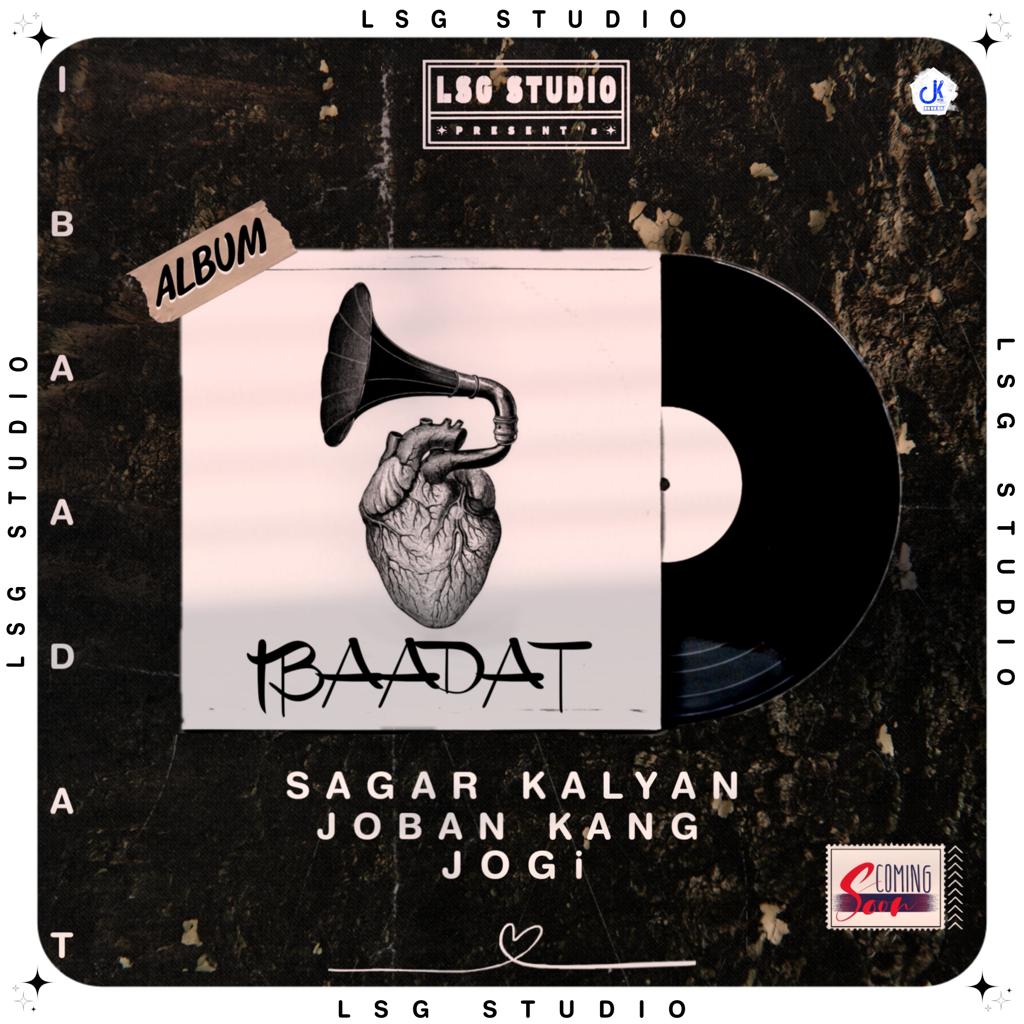 LSG STUDIO
LSG STUDIO
PRESENT's
JK
IBAADAT
ALBUM
IBAADAT
SAGAR KALYAN
JOBAN KANG
JOGi
COMING
Soon
LSG STUDIO
LSG STUDIO
LSG STUDIO